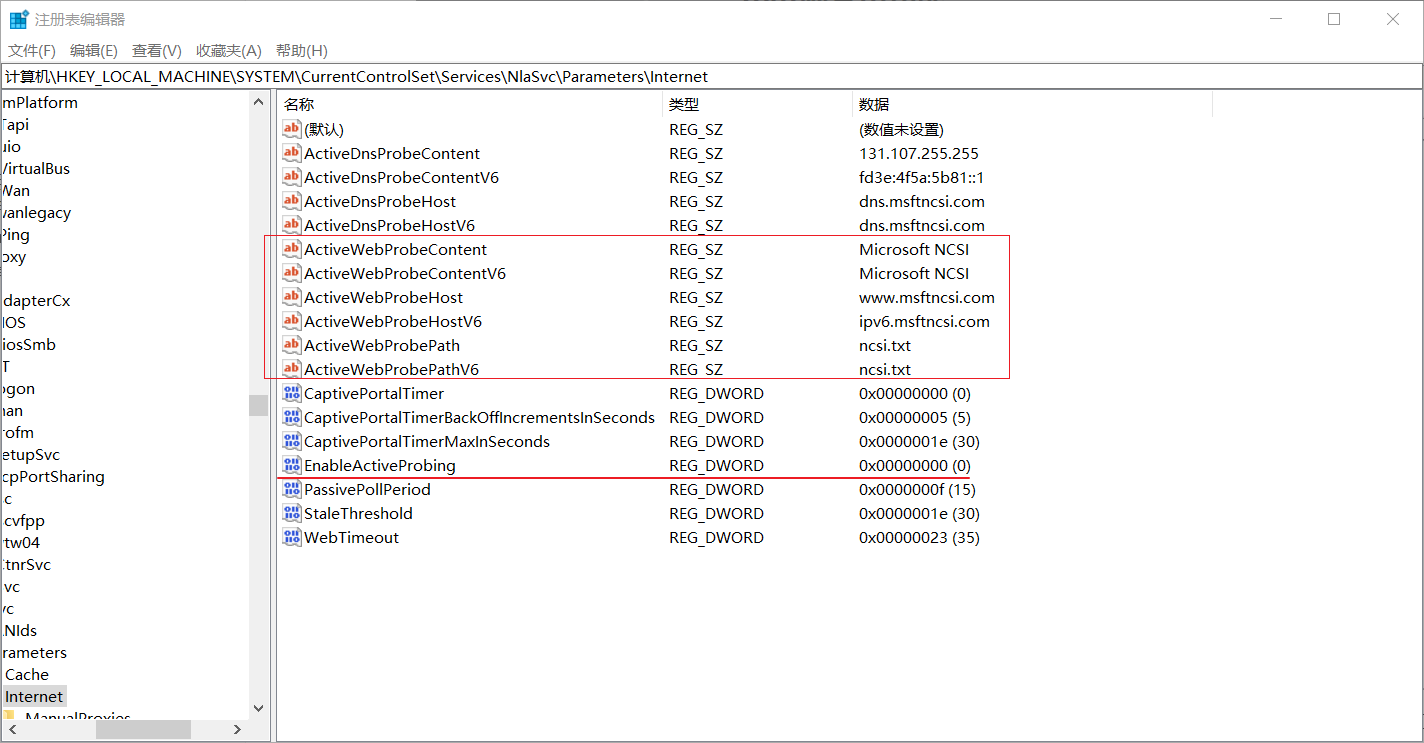 注册表编辑器
文件(F) 编辑(E) 查看(V) 收藏夹(A) 帮助(H)
计算机\HKEY_LOCAL_MACHINE\SYSTEM\CurrentControlSet\Services\NlaSvc\Parameters\Internet
mPlatform
Tapi
uio
VirtualBus
Wan
vanlegacy
Ping
oxy
dapterCx
IOS
iosSmb
T
ogon
nan
rofm
etupSvc
cpPortSharing
c
cvfpp
rtw04
CtnrSvc
vc
vc
NIds
rameters
Cache
Internet
ManualProxies
名称 类型 数据
(默认) REG_SZ (数值未设置)
ActiveDnsProbeContent REG_SZ 131.107.255.255
ActiveDnsProbeContentV6 REG_SZ fd3e:4f5a:5b81::1
ActiveDnsProbeHost REG_SZ dns.msftncsi.com
ActiveDnsProbeHostV6 REG_SZ dns.msftncsi.com
ActiveWebProbeContent REG_SZ Microsoft NCSI
ActiveWebProbeContentV6 REG_SZ Microsoft NCSI
ActiveWebProbeHost REG_SZ www.msftncsi.com
ActiveWebProbeHostV6 REG_SZ ipv6.msftncsi.com
ActiveWebProbePath REG_SZ ncsi.txt
ActiveWebProbePathV6 REG_SZ ncsi.txt
CaptivePortalTimer REG_DWORD 0x00000000 (0)
CaptivePortalTimerBackOffIncrementsInSeconds REG_DWORD 0x00000005 (5)
CaptivePortalTimerMaxInSeconds REG_DWORD 0x0000001e (30)
EnableActiveProbing REG_DWORD 0x00000000 (0)
PassivePollPeriod REG_DWORD 0x0000000f (15)
StaleThreshold REG_DWORD 0x0000001e (30)
WebTimeout REG_DWORD 0x00000023 (35)